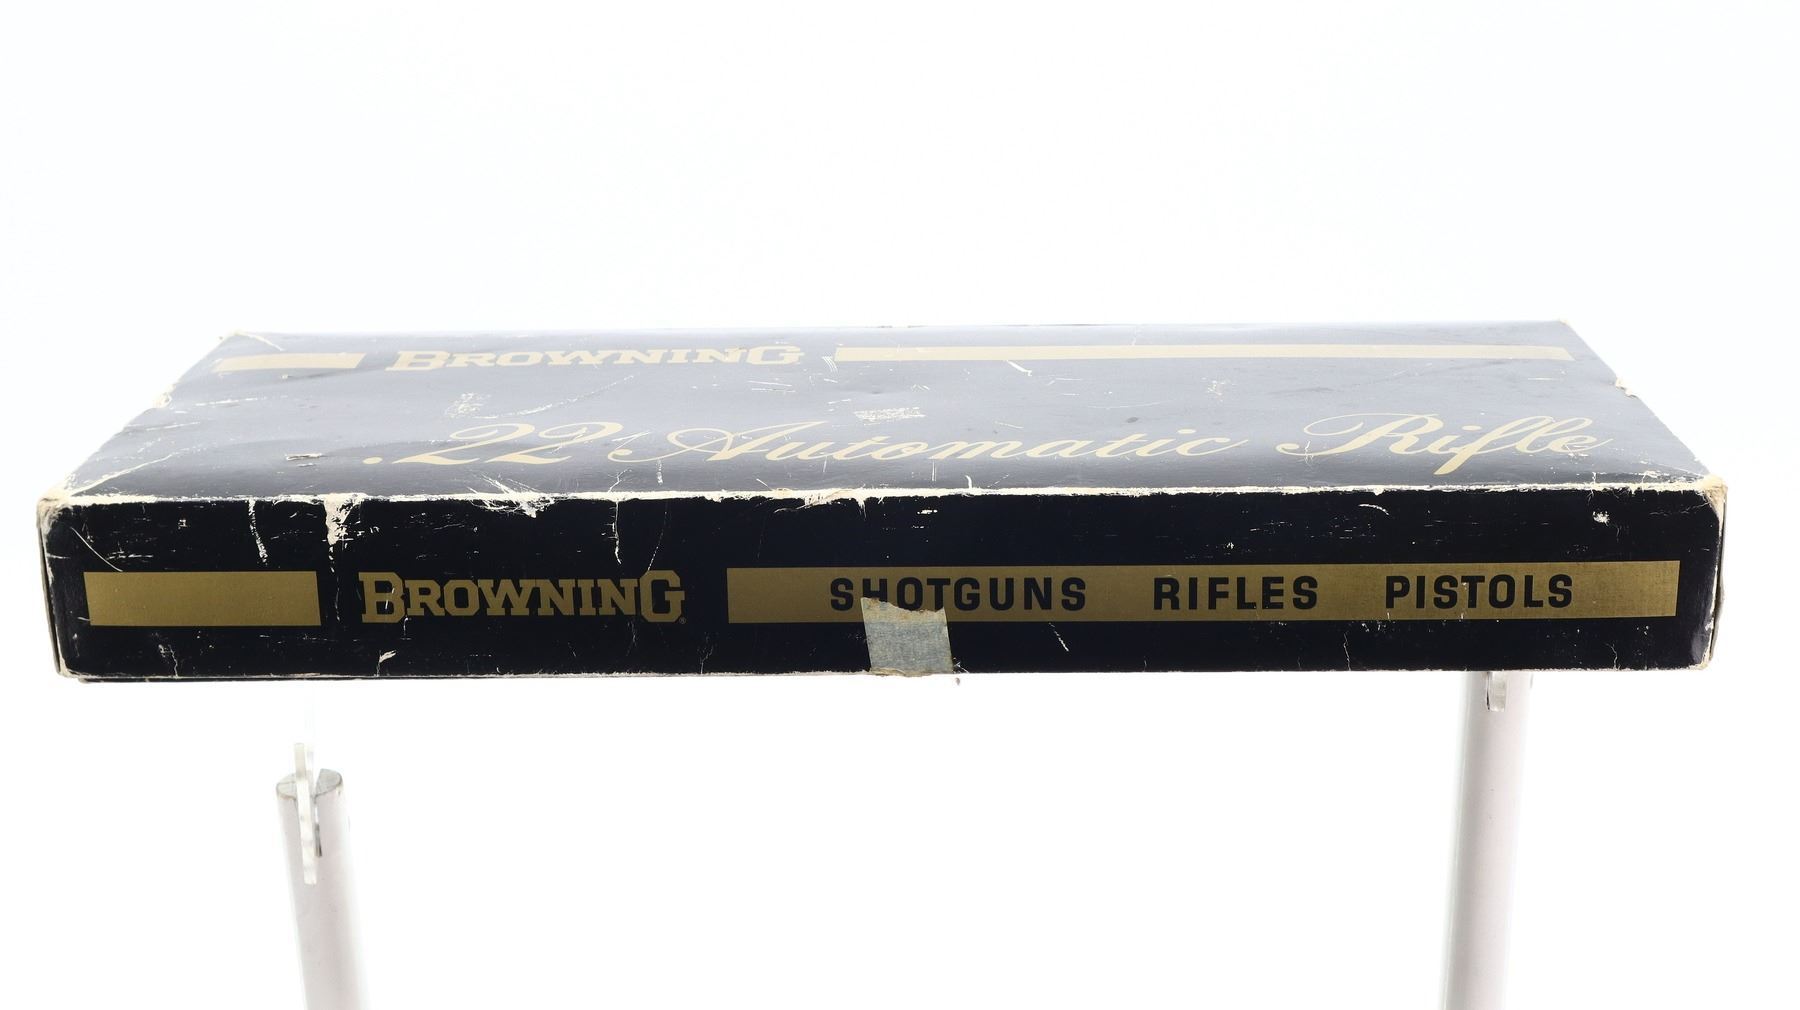 BROWNING
.22 Automatic Rifle
BROWNING® SHOTGUNS RIFLES PISTOLS